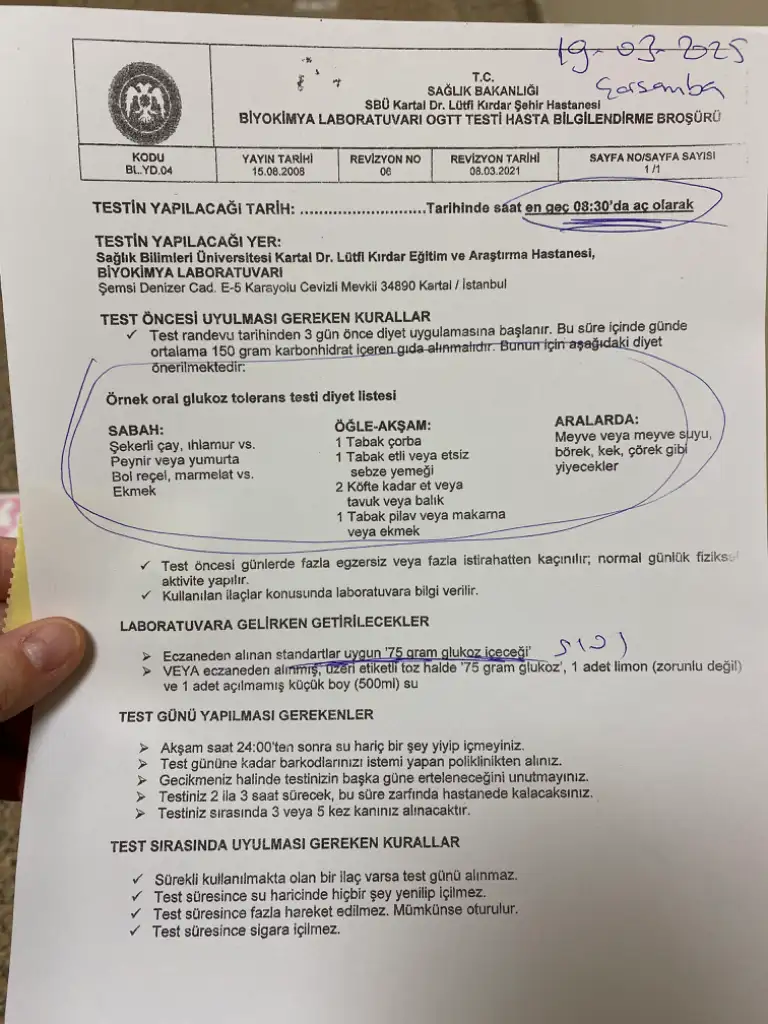 19-03-2025
Çarşamba
T.C.
SAĞLIK BAKANLIĞI
SBÜ Kartal Dr. Lütfi Kırdar Şehir Hastanesi
BİYOKİMYA LABORATUVARI OGTT TESTİ HASTA BİLGİLENDİRME BROŞÜRÜ
KODU YAYIN TARİHİ REVİZYON NO REVİZYON TARİHİ SAYFA NO/SAYFA SAYISI
BL.YD.04 15.08.2008 06 08.03.2021 1 /1
TESTİN YAPILACAĞI TARİH: ..............................Tarihinde saat en geç 08:30'da aç olarak
TESTİN YAPILACAĞI YER:
Sağlık Bilimleri Üniversitesi Kartal Dr. Lütfi Kırdar Eğitim ve Araştırma Hastanesi,
BİYOKİMYA LABORATUVARI
Şemsi Denizer Cad. E-5 Karayolu Cevizli Mevkii 34890 Kartal / İstanbul
TEST ÖNCESİ UYULMASI GEREKEN KURALLAR
✓ Test randevu tarihinden 3 gün önce diyet uygulamasına başlanır. Bu süre içinde günde
ortalama 150 gram karbonhidrat içeren gıda alınmalıdır. Bunun için aşağıdaki diyet
önerilmektedir:
Örnek oral glukoz tolerans testi diyet listesi
SABAH:
Şekerli çay, ıhlamur vs.
Peynir veya yumurta
Bol reçel, marmelat vs.
Ekmek
ÖĞLE-AKŞAM:
1 Tabak çorba
1 Tabak etli veya etsiz
sebze yemeği
2 Köfte kadar et veya
tavuk veya balık
1 Tabak pilav veya makarna
veya ekmek
ARALARDA:
Meyve veya meyve suyu,
börek, kek, çörek gibi
yiyecekler
✓ Test öncesi günlerde fazla egzersiz veya fazla istirahatten kaçınılır; normal günlük fiziksel
aktivite yapılır.
✓ Kullanılan ilaçlar konusunda laboratuvara bilgi verilir.
LABORATUVARA GELİRKEN GETİRİLECEKLER
➢ Eczaneden alınan standartlar uygun '75 gram glukoz içeceği' SIVI
➢ VEYA eczaneden alınmış, üzeri etiketli toz halde '75 gram glukoz', 1 adet limon (zorunlu değil)
ve 1 adet açılmamış küçük boy (500ml) su
TEST GÜNÜ YAPILMASI GEREKENLER
➢ Akşam saat 24:00'ten sonra su hariç bir şey yiyip içmeyiniz.
➢ Test gününe kadar barkodlarınızı istemi yapan poliklinikten alınız.
➢ Gecikmeniz halinde testinizin başka güne erteleneceğini unutmayınız.
➢ Testiniz 2 ila 3 saat sürecek, bu süre zarfında hastanede kalacaksınız.
➢ Testiniz sırasında 3 veya 5 kez kanınız alınacaktır.
TEST SIRASINDA UYULMASI GEREKEN KURALLAR
✓ Sürekli kullanılmakta olan bir ilaç varsa test günü alınmaz.
✓ Test süresince su haricinde hiçbir şey yenilip içilmez.
✓ Test süresince fazla hareket edilmez. Mümkünse oturulur.
✓ Test süresince sigara içilmez.